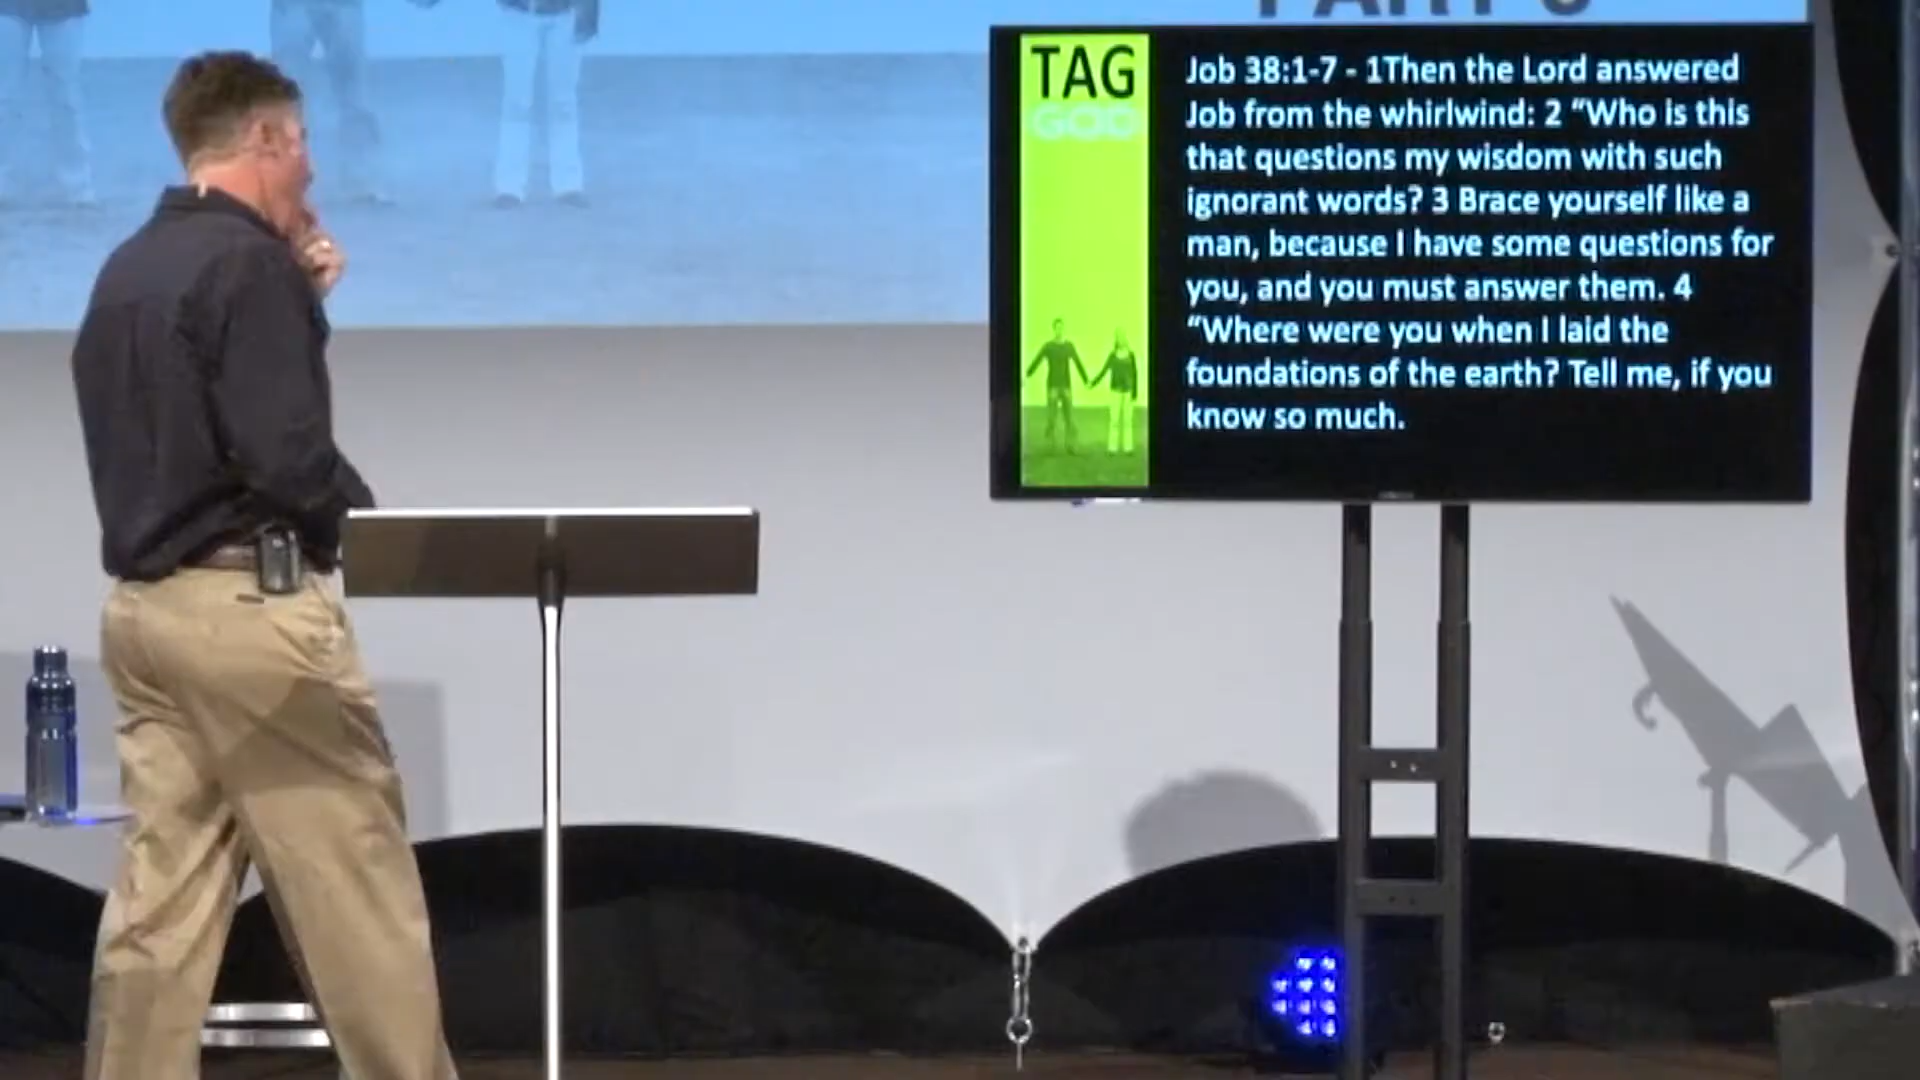 PART 3
TAG
GOD
Job 38:1-7 - 1Then the Lord answered
Job from the whirlwind: 2 “Who is this
that questions my wisdom with such
ignorant words? 3 Brace yourself like a
man, because I have some questions for
you, and you must answer them. 4
“Where were you when I laid the
foundations of the earth? Tell me, if you
know so much.